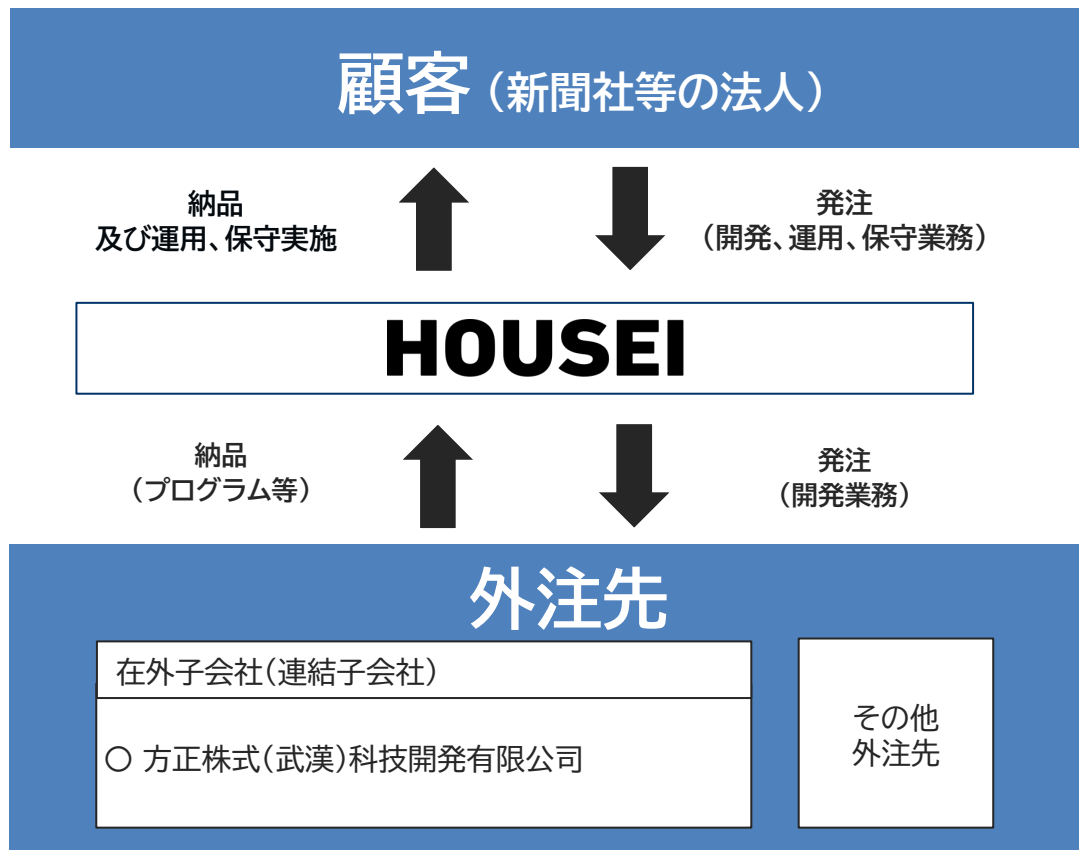 顧客（新聞社等の法人）
納品
及び運用、保守実施
発注
（開発、運用、保守業務）
HOUSEI
納品
（プログラム等）
発注
（開発業務）
外注先
在外子会社（連結子会社）
○ 方正株式（武漢）科技開発有限公司
その他
外注先